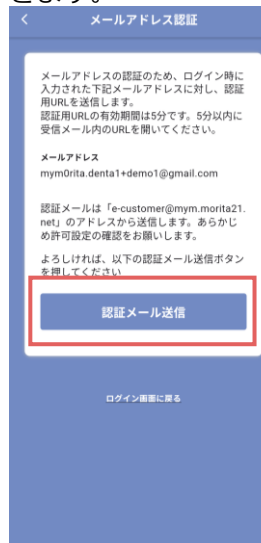 メールアドレス認証
メールアドレスの認証のため、ログイン時に
入力された下記メールアドレスに対し、認証
用URLを送信します。
認証用URLの有効期間は5分です。5分以内に
受信メール内のURLを開いてください。
メールアドレス
mym0rita.denta1+demo1@gmail.com
認証メールは「e-customer@mym.morita21.
net」のアドレスから送信します。あらかじ
め許可設定の確認をお願いします。
よろしければ、以下の認証メール送信ボタン
を押してください
認証メール送信
ログイン画面に戻る